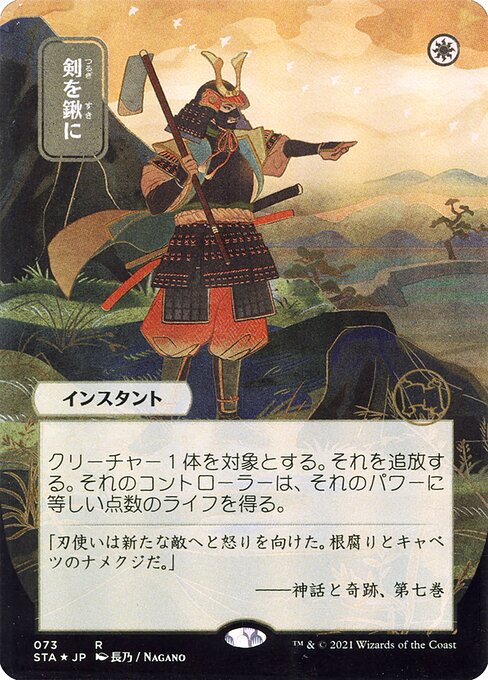 剣を鍬に
つるぎ
すき
インスタント
クリーチャー１体を対象とする。それを追放す
る。それのコントローラーは、それのパワーに
等しい点数のライフを得る。
「刃使いは新たな敵へと怒りを向けた。根腐りとキャベ
ツのナメクジだ。」
――神話と奇跡、第七巻
073 R
STA ★ JP 長乃 / NAGANO
™ & © 2021 Wizards of the Coast